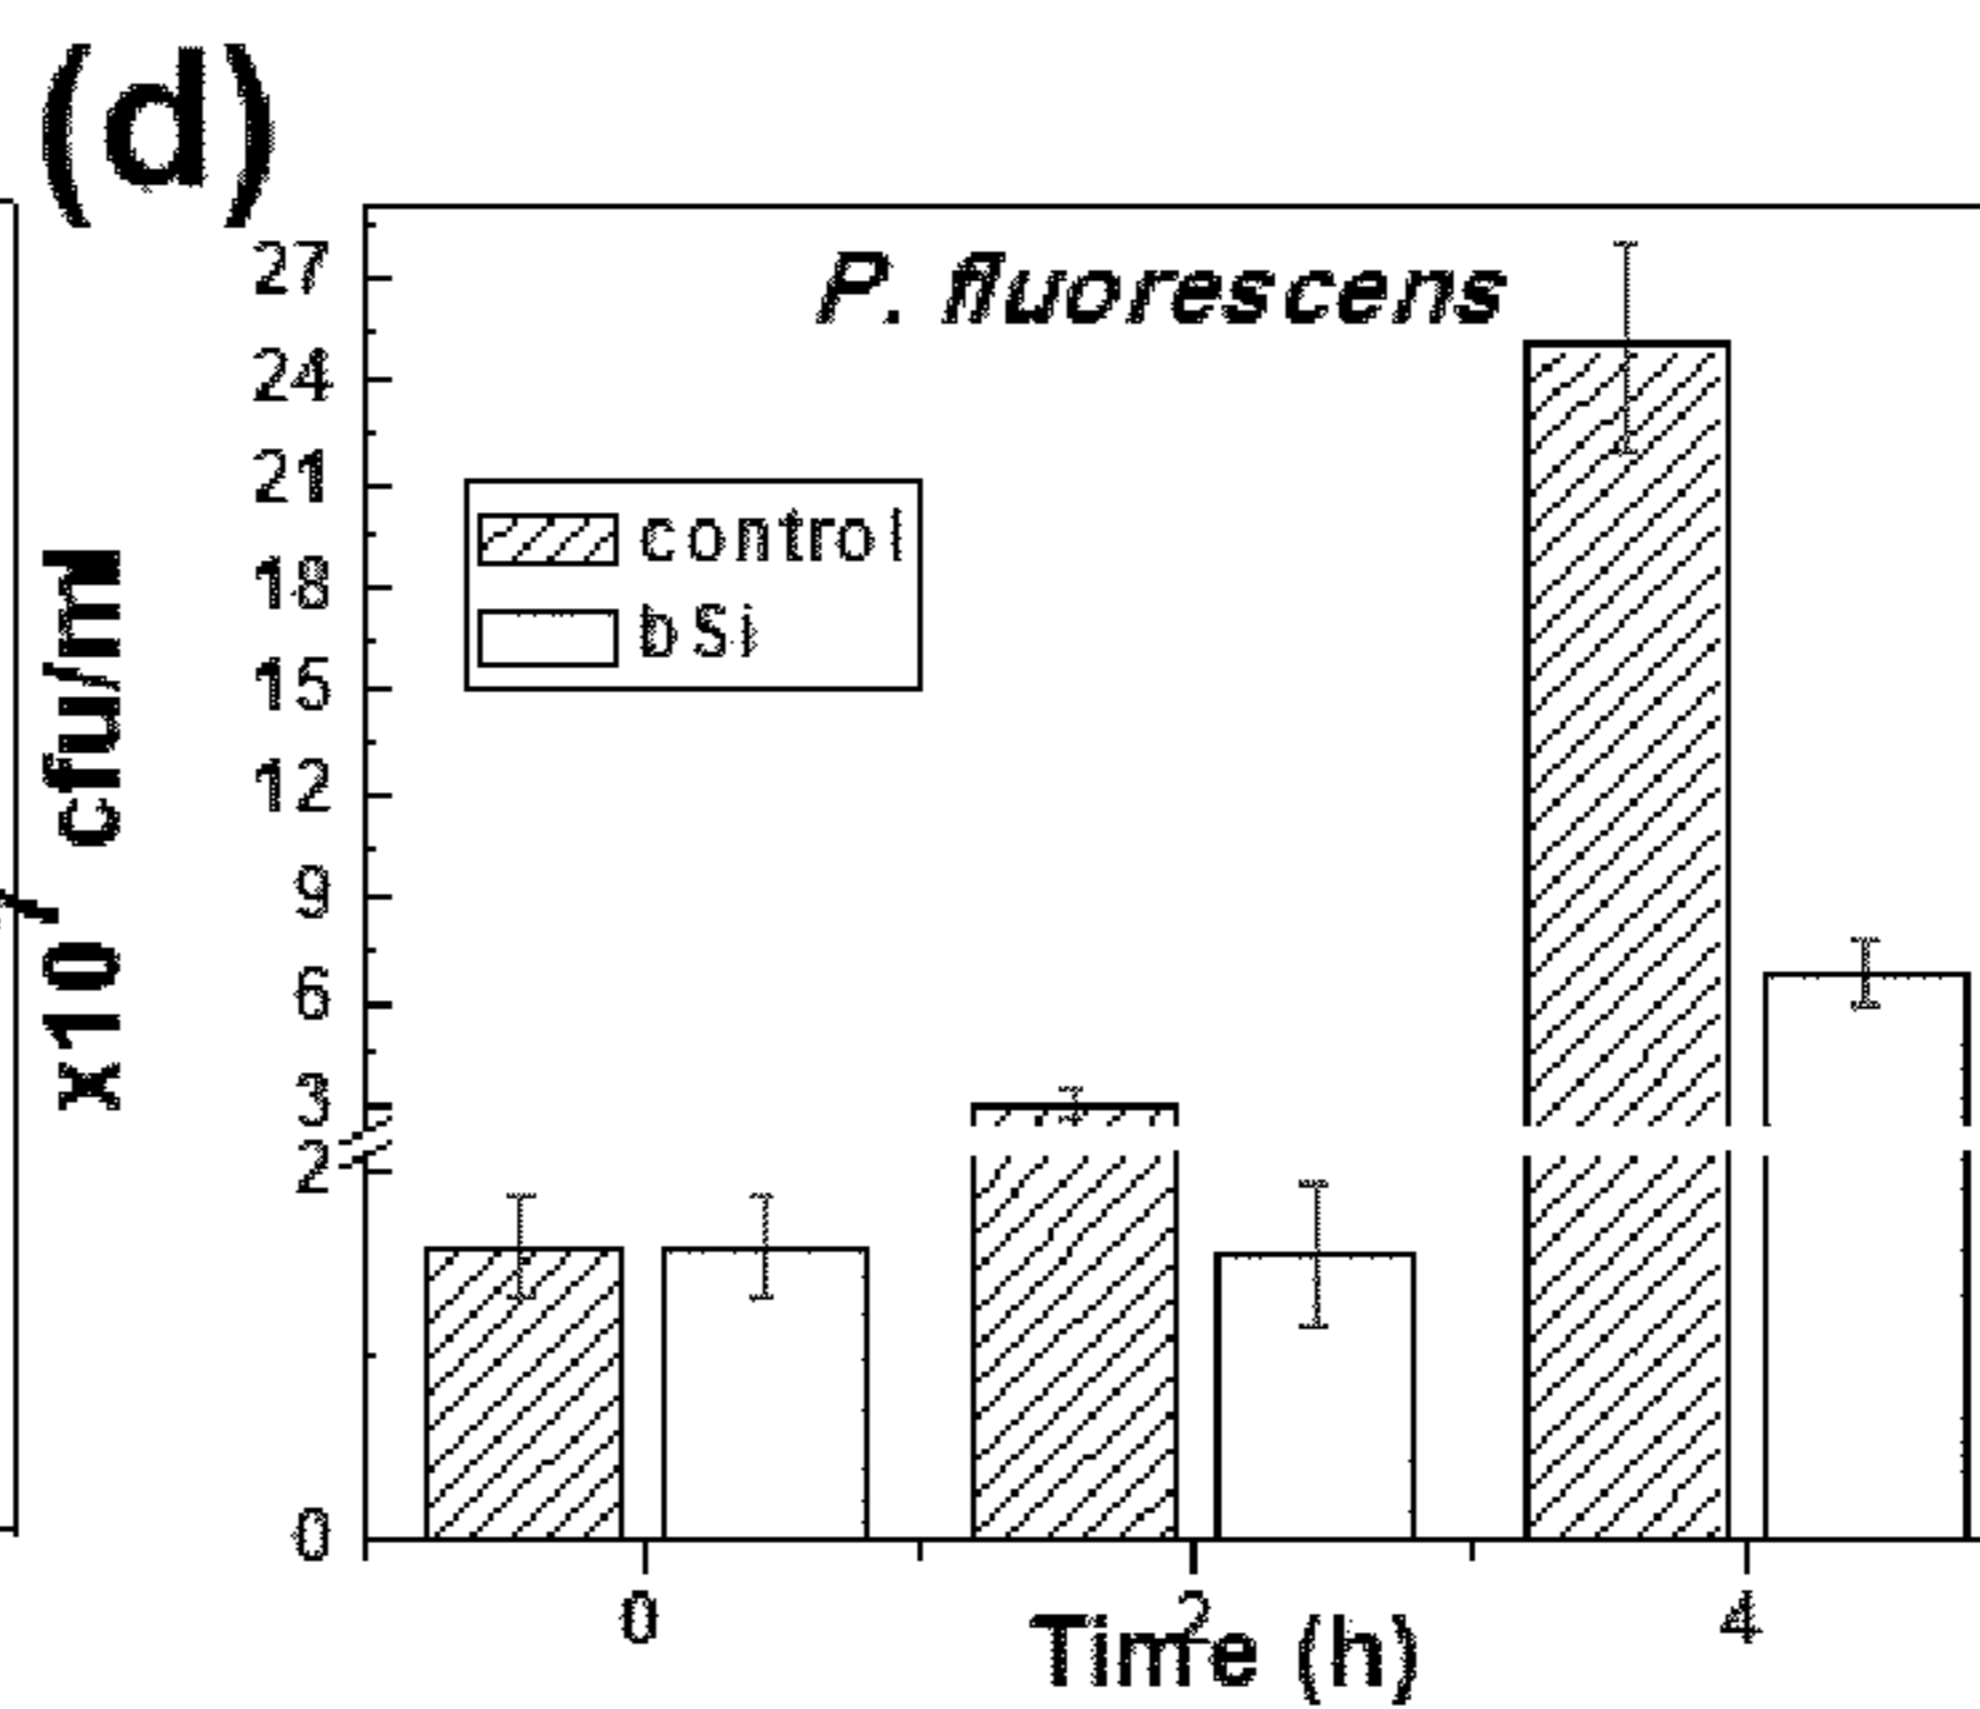 (d)
P. fluorescens
27
24
21
18
15
12
9
6
3
2
0
control
bSi
x10⁷ cfu/ml
0 2 4
Time (h)